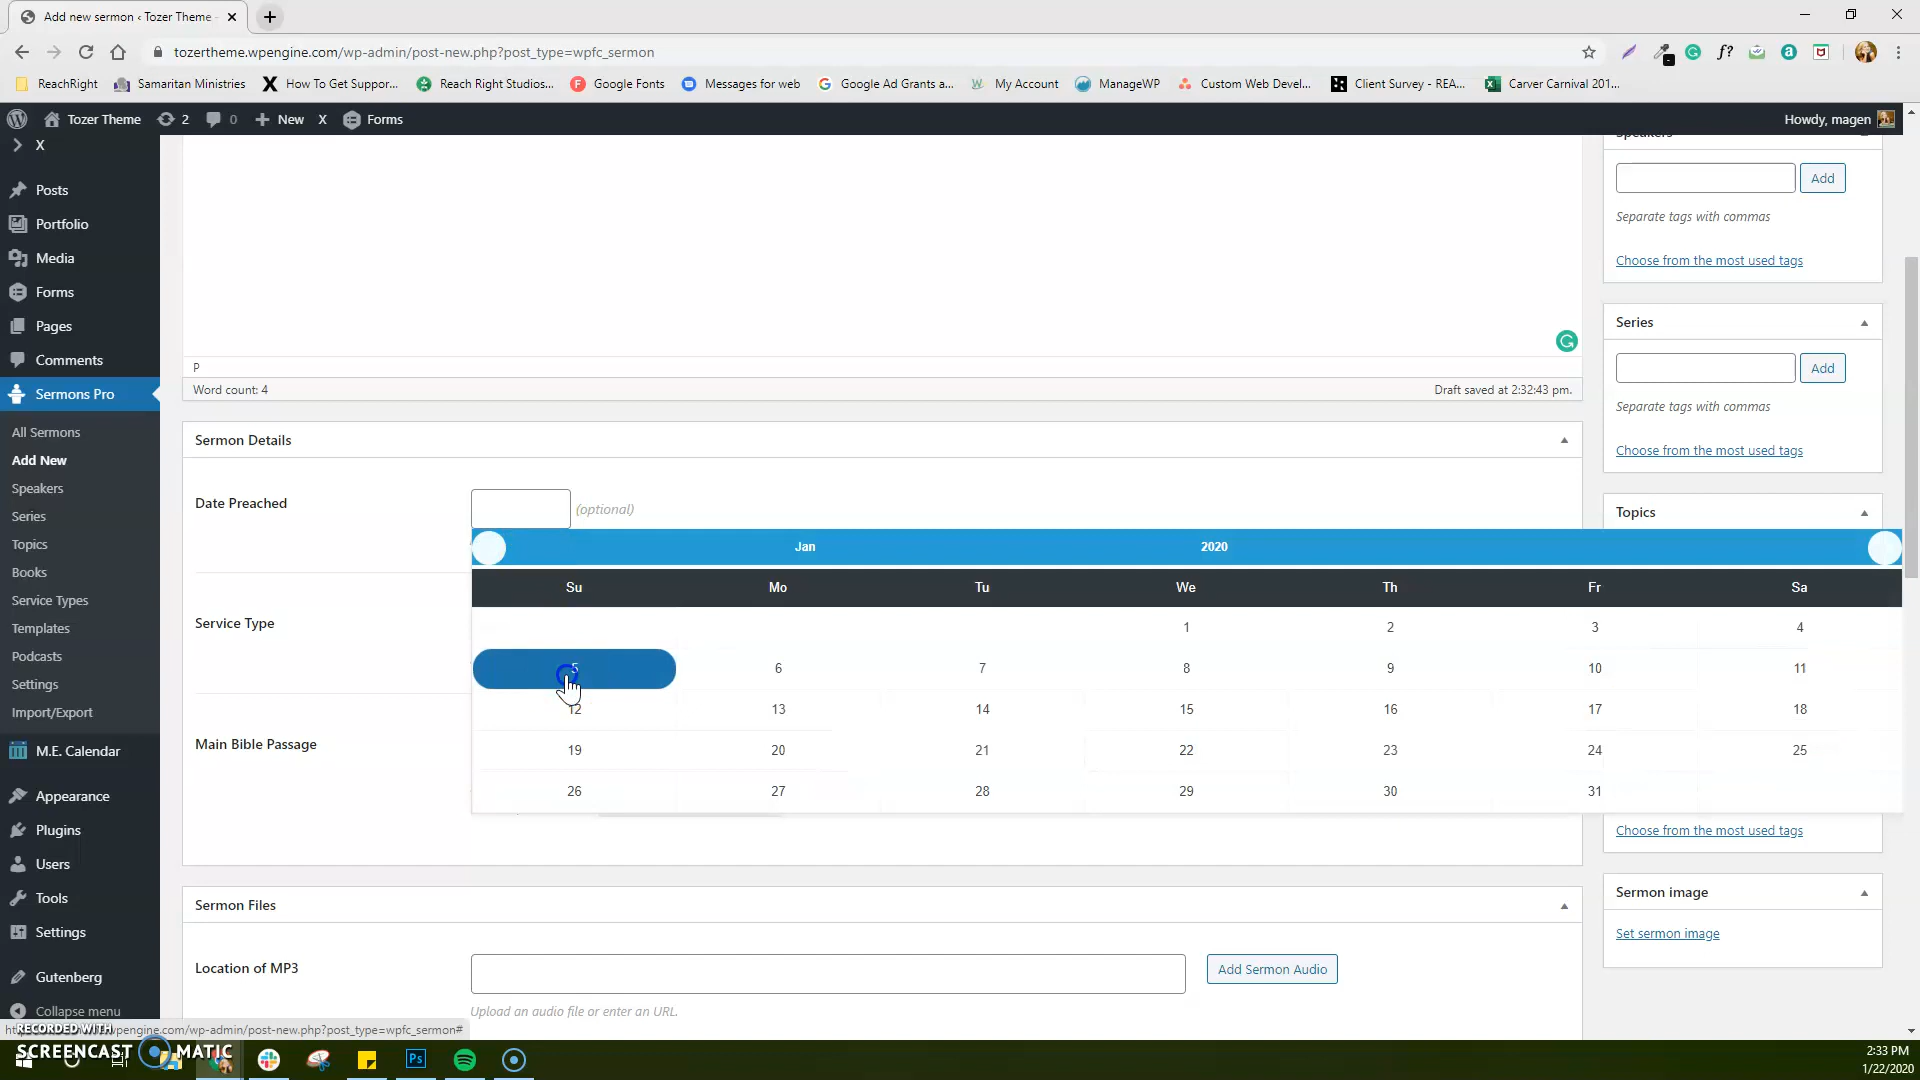 Add new sermon ‹ Tozer Theme -
tozertheme.wpengine.com/wp-admin/post-new.php?post_type=wpfc_sermon
ReachRight
Samaritan Ministries
How To Get Suppor...
Reach Right Studios...
Google Fonts
Messages for web
Google Ad Grants a...
My Account
ManageWP
Custom Web Devel...
Client Survey - REA...
Carver Carnival 201...
Tozer Theme
2
0
New
X
Forms
Howdy, magen
X
Posts
Portfolio
Media
Forms
Pages
Comments
Sermons Pro
All Sermons
Add New
Speakers
Series
Topics
Books
Service Types
Templates
Podcasts
Settings
Import/Export
M.E. Calendar
Appearance
Plugins
Users
Tools
Settings
Gutenberg
Collapse menu
P
Word count: 4
Draft saved at 2:32:43 pm.
Sermon Details
Date Preached
(optional)
Jan 2020
Su Mo Tu We Th Fr Sa
1 2 3 4
5 6 7 8 9 10 11
12 13 14 15 16 17 18
19 20 21 22 23 24 25
26 27 28 29 30 31
Service Type
Main Bible Passage
Sermon Files
Location of MP3
Add Sermon Audio
Upload an audio file or enter an URL.
Speakers
Add
Separate tags with commas
Choose from the most used tags
Series
Add
Separate tags with commas
Choose from the most used tags
Topics
Choose from the most used tags
Sermon image
Set sermon image
wpengine.com/wp-admin/post-new.php?post_type=wpfc_sermon#
RECORDED WITH
SCREENCAST MATIC
Ps
2:33 PM
1/22/2020